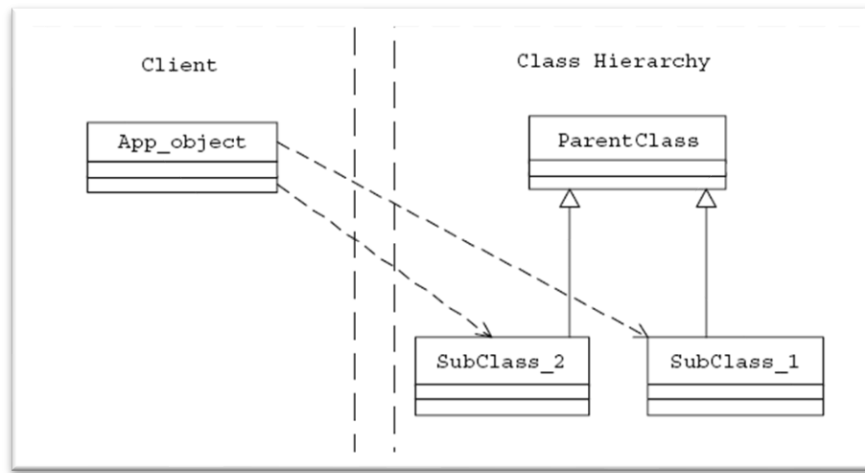 Client
Class Hierarchy
App_object
ParentClass
SubClass_2
SubClass_1